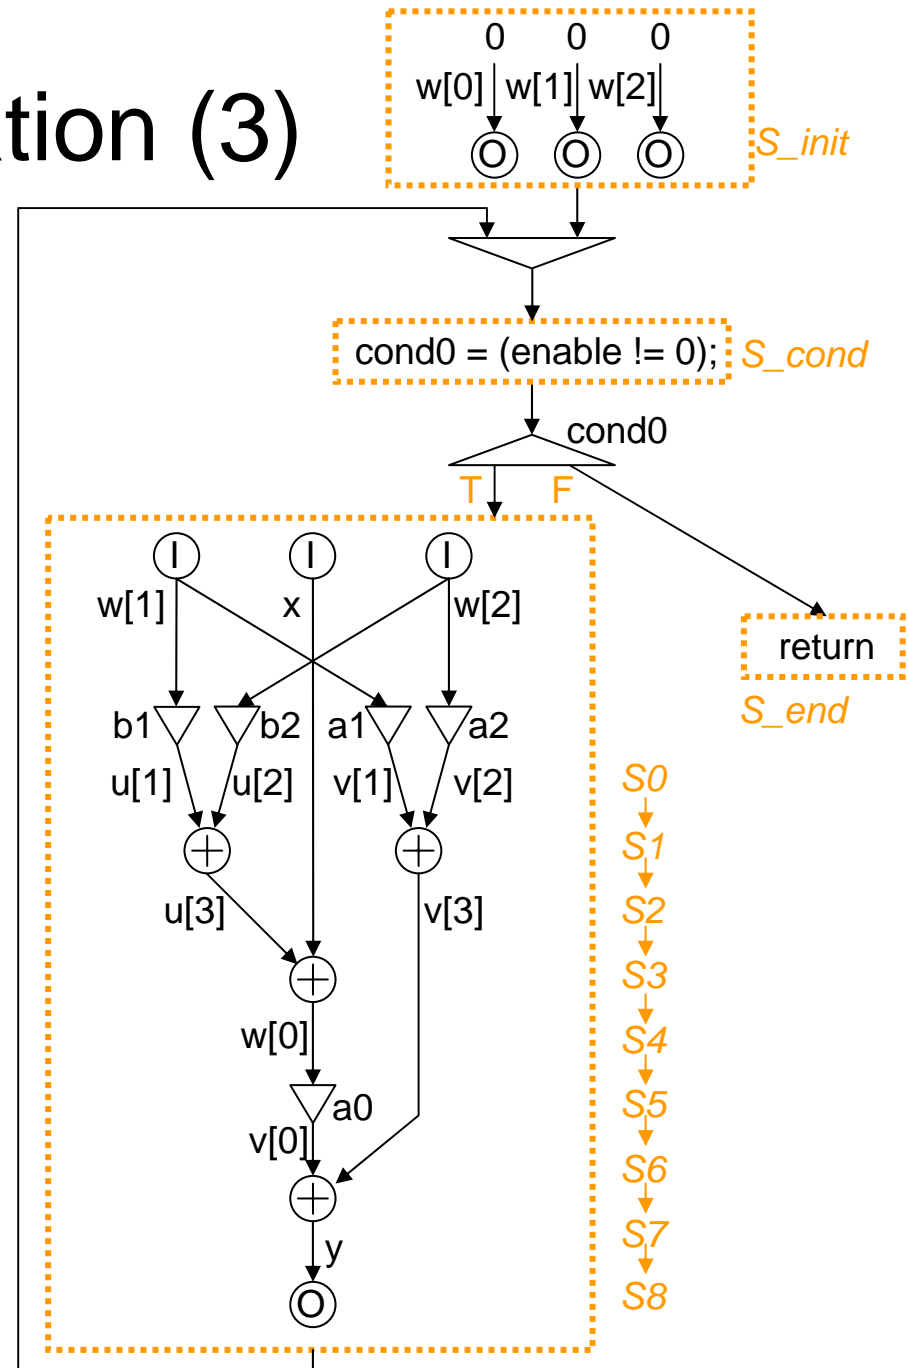 0 0 0
w[0] w[1] w[2]
O O O
S_init
tion (3)
cond0 = (enable != 0);
S_cond
cond0
T F
I I I
w[1] x w[2]
return
S_end
b1 b2 a1 a2
u[1] u[2] v[1] v[2]
u[3] v[3]
w[0]
a0
v[0]
y
O
S0
S1
S2
S3
S4
S5
S6
S7
S8